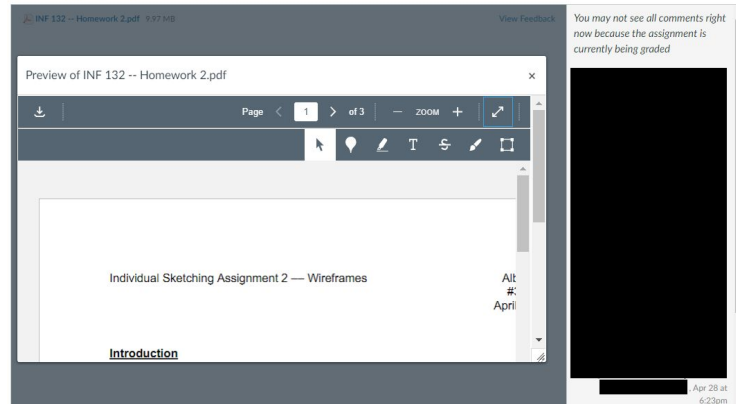 INF 132 -- Homework 2.pdf 9.97 MB
View Feedback
Preview of INF 132 -- Homework 2.pdf
×
Page < 1 > of 3 − ZOOM +
T S
Individual Sketching Assignment 2 — Wireframes
Alb
#3
April
Introduction
You may not see all comments right
now because the assignment is
currently being graded
, Apr 28 at
6:23pm